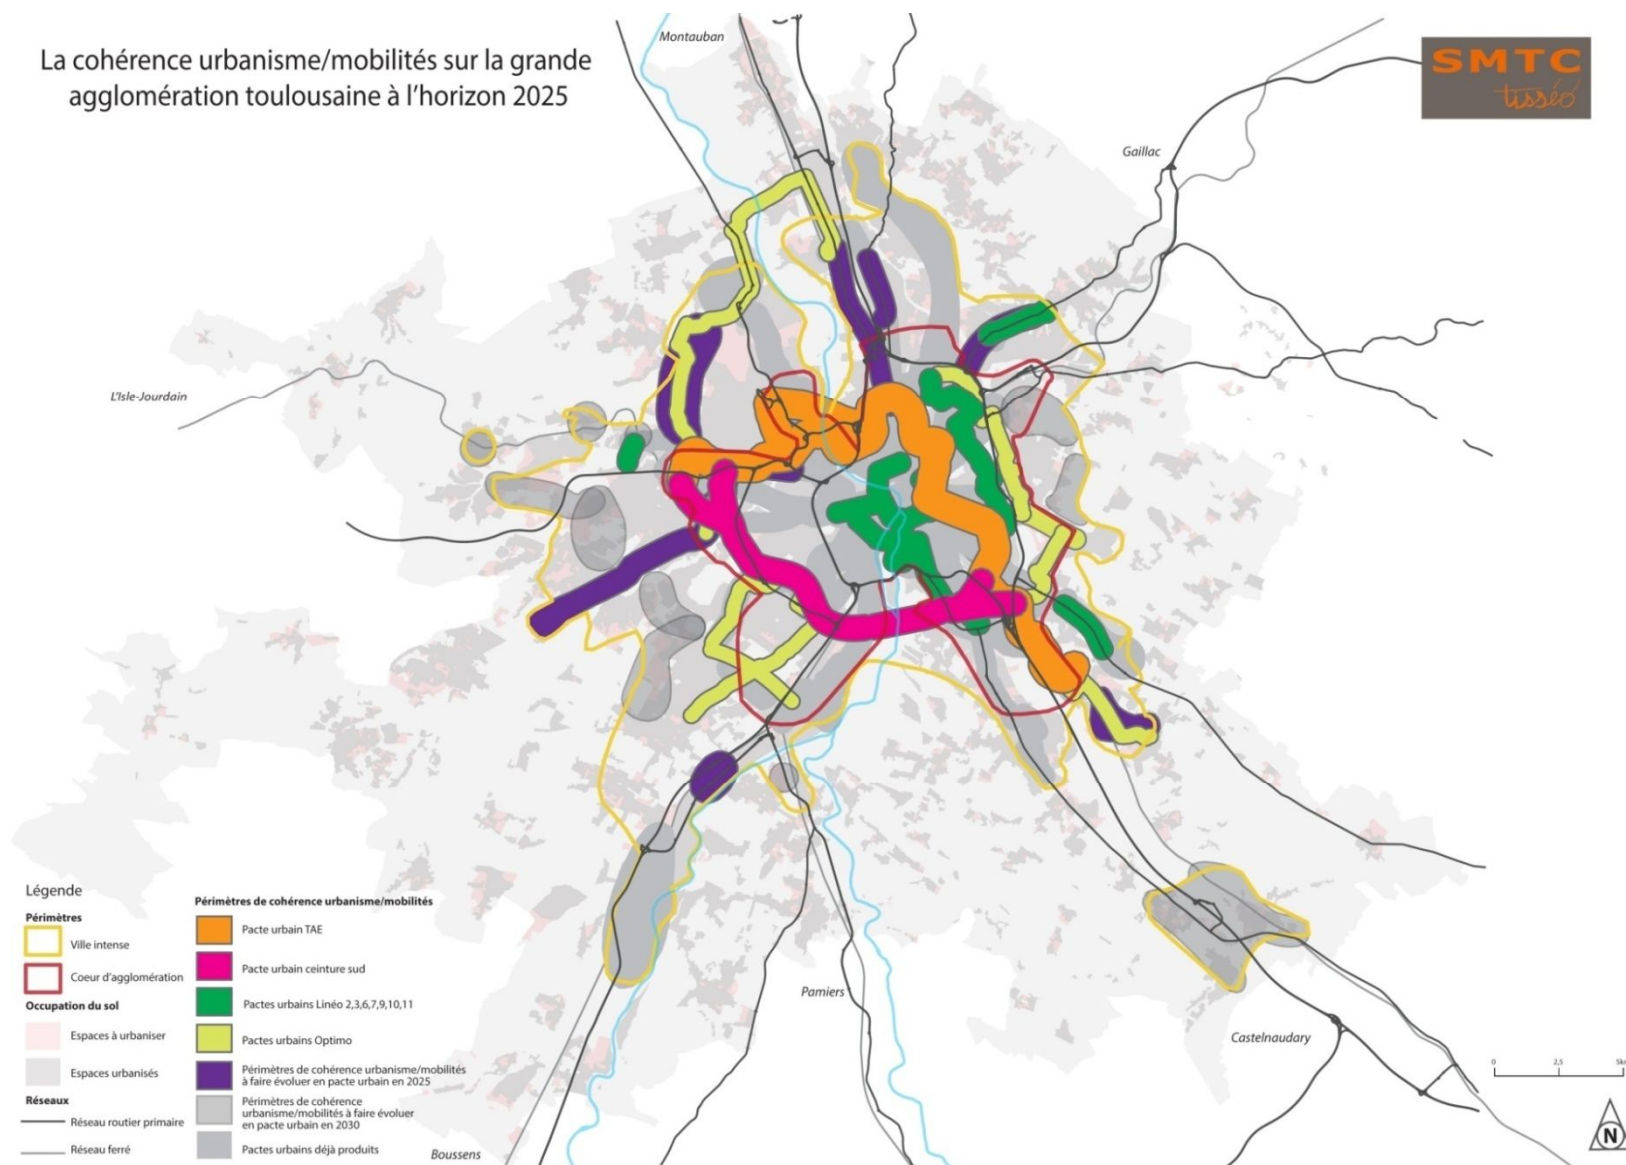 La cohérence urbanisme/mobilités sur la grande
agglomération toulousaine à l'horizon 2025
SMTC
tisséo
Montauban
Gaillac
L'Isle-Jourdain
Pamiers
Castelnaudary
Boussens
Légende
Périmètres
Ville intense
Coeur d'agglomération
Occupation du sol
Espaces à urbaniser
Espaces urbanisés
Réseaux
Réseau routier primaire
Réseau ferré
Périmètres de cohérence urbanisme/mobilités
Pacte urbain TAE
Pacte urbain ceinture sud
Pactes urbains Linéo 2,3,6,7,9,10,11
Pactes urbains Optimo
Périmètres de cohérence urbanisme/mobilités
à faire évoluer en pacte urbain en 2025
Périmètres de cohérence
urbanisme/mobilités à faire évoluer
en pacte urbain en 2030
Pactes urbains déjà produits
0 2,5 5k
N